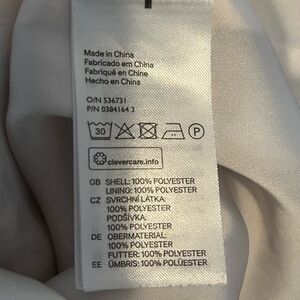 Made in China
Fabricado em China
Fabriqué en Chine
Hecho en China
O/N 536731
P/N 0384164 3
30 P
clevercare.info
GB SHELL: 100% POLYESTER
LINING: 100% POLYESTER
CZ SVRCHNÍ LÁTKA:
100% POLYESTER
PODŠÍVKA:
100% POLYESTER
DE OBERMATERIAL:
100% POLYESTER
FUTTER: 100% POLYESTER
EE ÜMBRIS: 100% POLÜESTER